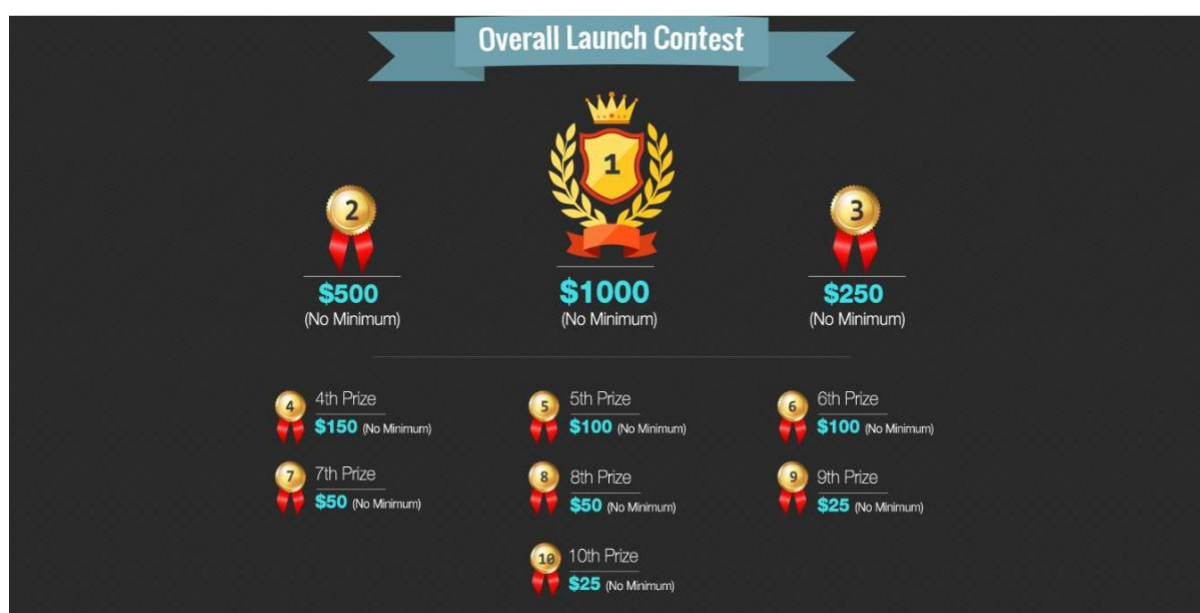 Overall Launch Contest
1
2
3
$500
(No Minimum)
$1000
(No Minimum)
$250
(No Minimum)
4
4th Prize
$150 (No Minimum)
5
5th Prize
$100 (No Minimum)
6
6th Prize
$100 (No Minimum)
7
7th Prize
$50 (No Minimum)
8
8th Prize
$50 (No Minimum)
9
9th Prize
$25 (No Minimum)
10
10th Prize
$25 (No Minimum)